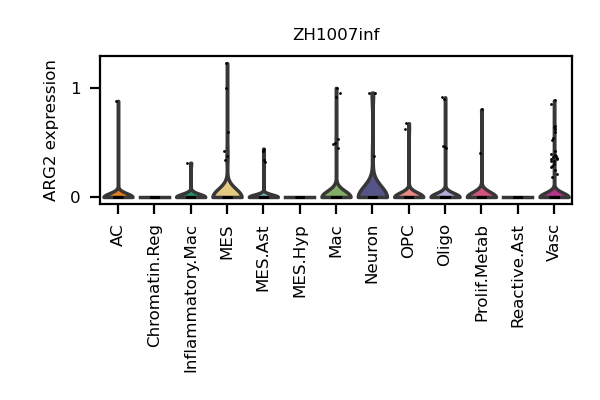 ZH1007inf
ARG2 expression
1
0
AC
Chromatin.Reg
Inflammatory.Mac
MES
MES.Ast
MES.Hyp
Mac
Neuron
OPC
Oligo
Prolif.Metab
Reactive.Ast
Vasc